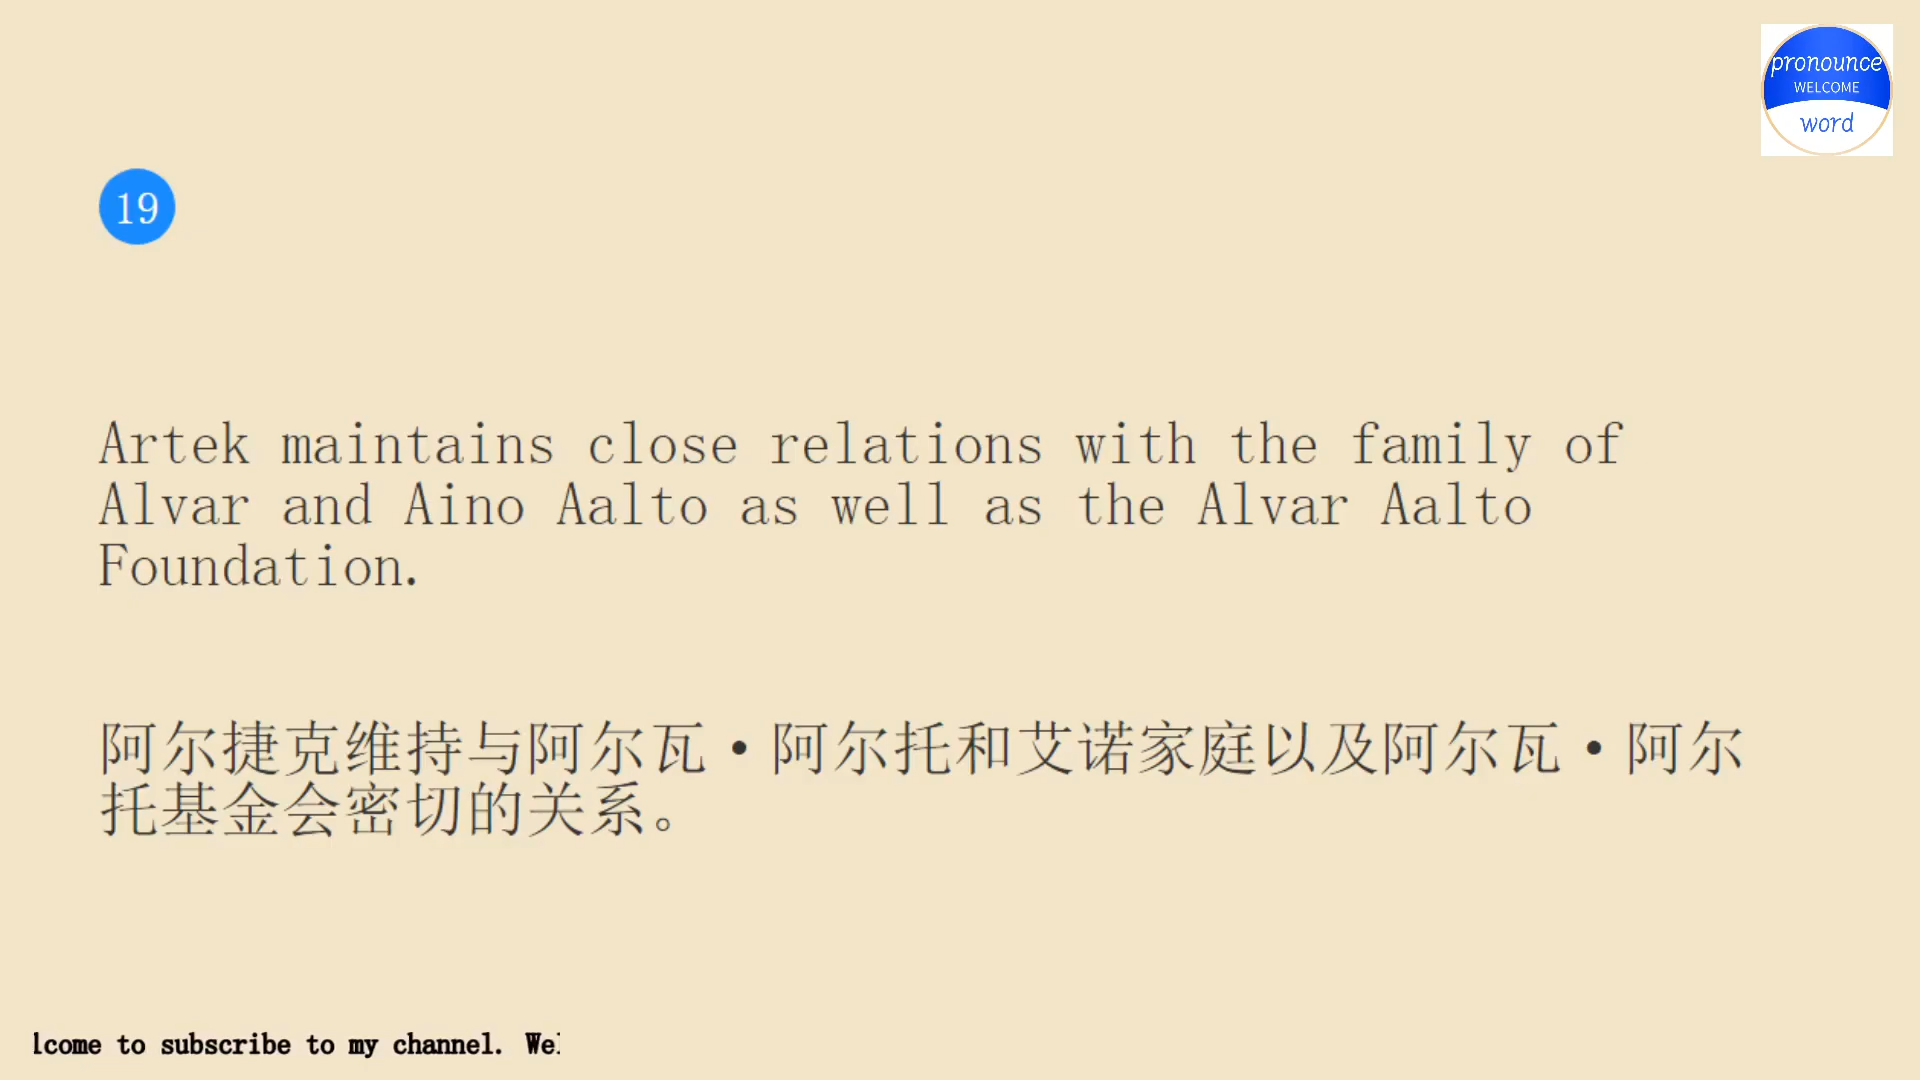 pronounce
WELCOME
word
19
Artek maintains close relations with the family of
Alvar and Aino Aalto as well as the Alvar Aalto
Foundation.
阿尔捷克维持与阿尔瓦·阿尔托和艾诺家庭以及阿尔瓦·阿尔
托基金会密切的关系。
lcome to subscribe to my channel. Wel